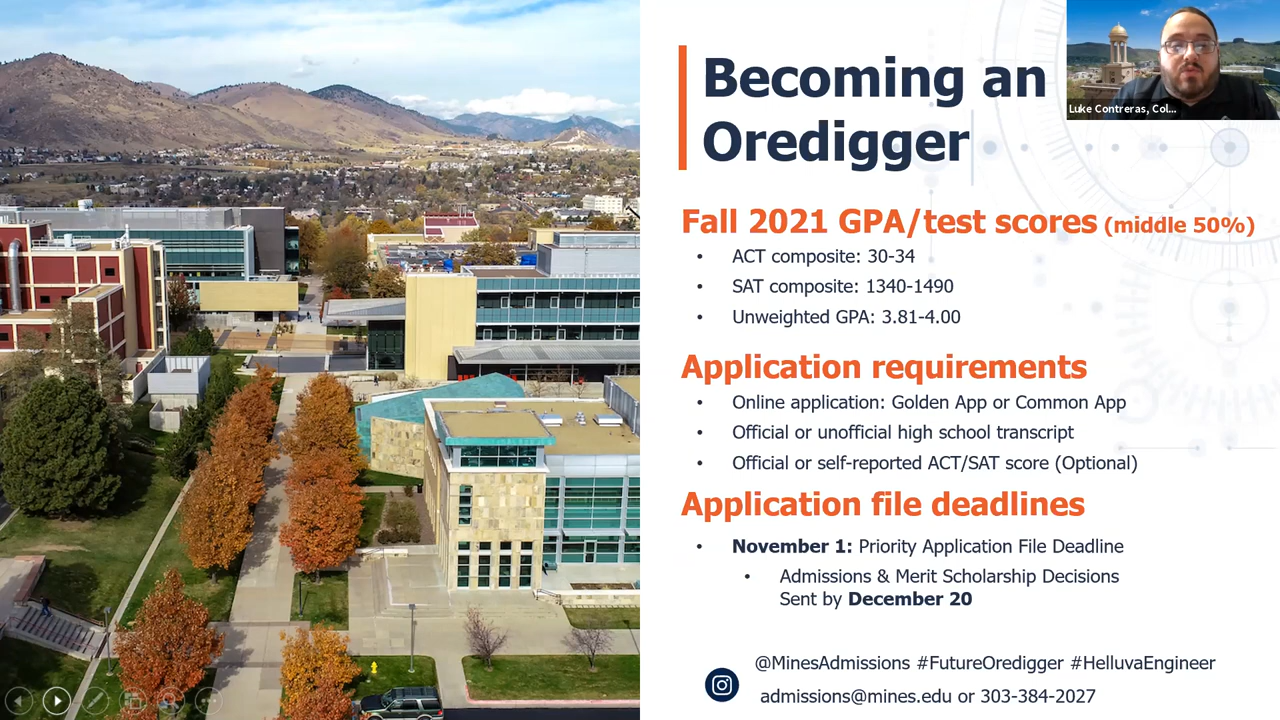 Becoming an
Oredigger
Luke Contreras, Col...
Fall 2021 GPA/test scores (middle 50%)
• ACT composite: 30-34
• SAT composite: 1340-1490
• Unweighted GPA: 3.81-4.00
Application requirements
• Online application: Golden App or Common App
• Official or unofficial high school transcript
• Official or self-reported ACT/SAT score (Optional)
Application file deadlines
• November 1: Priority Application File Deadline
• Admissions & Merit Scholarship Decisions
Sent by December 20
@MinesAdmissions #FutureOredigger #HelluvaEngineer
admissions@mines.edu or 303-384-2027